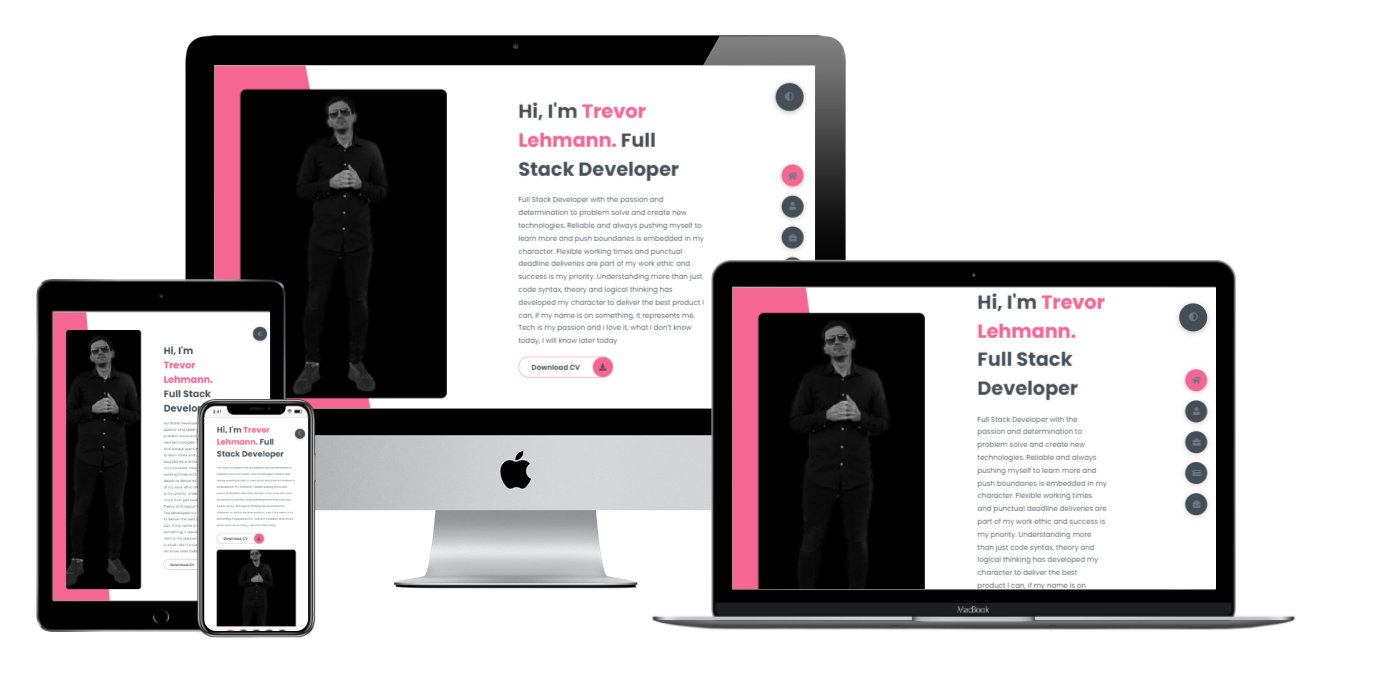 Hi, I'm Trevor
Lehmann. Full
Stack Developer
Full Stack Developer with the passion and
determination to problem solve and create new
technologies. Reliable and always pushing myself to
learn more and push boundaries is embedded in my
character. Flexible working times and punctual
deadline deliveries are part of my work ethic and
success is my priority. Understanding more than just
code syntax, theory and logical thinking has
developed my character to deliver the best product I
can, if my name is on something, it represents me.
Tech is my passion and i love it, what I don't know
today, I will know later today
Download CV
Hi, I'm Trevor
Lehmann.
Full Stack
Developer
Full Stack Developer with the
passion and determination to
problem solve and create new
technologies. Reliable and always
pushing myself to learn more and
push boundaries is embedded in my
character. Flexible working times
and punctual deadline deliveries are
part of my work ethic and success is
my priority. Understanding more
than just code syntax, theory and
logical thinking has developed my
character to deliver the best
product I can, if my name is on
MacBook
Hi, I'm
Trevor
Lehmann.
Full Stack
Develo
Download CV
Hi, I'm Trevor
Lehmann. Full
Stack Developer
Download CV